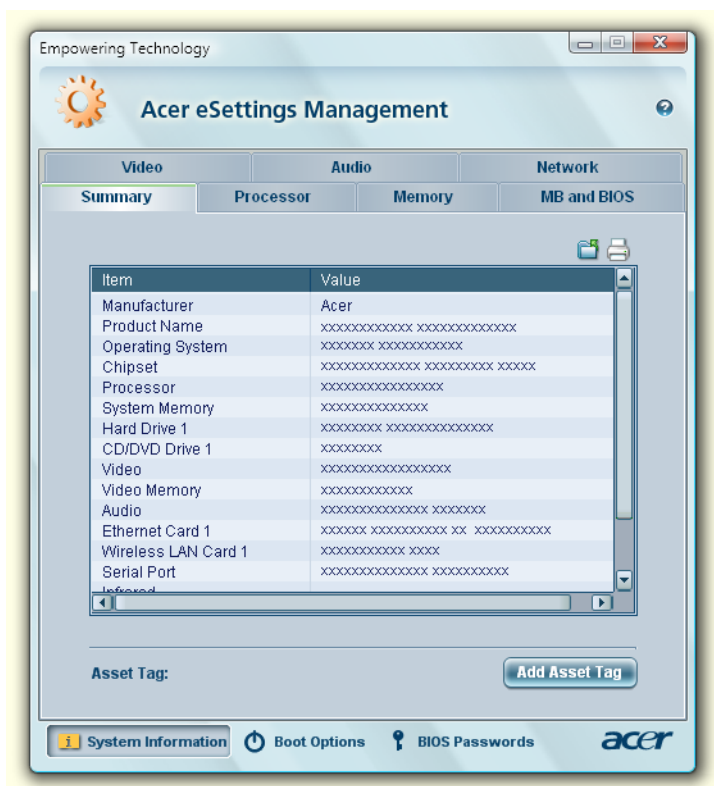 Empowering Technology
Acer eSettings Management
Video Audio Network
Summary Processor Memory MB and BIOS
Item Value
Manufacturer Acer
Product Name xxxxxxxxxxxx xxxxxxxxxxxxx
Operating System xxxxxxx xxxxxxxxxxx
Chipset xxxxxxxxxxxxx xxxxxxxxx xxxxx
Processor xxxxxxxxxxxxxxxx
System Memory xxxxxxxxxxxxxx
Hard Drive 1 xxxxxxxx xxxxxxxxxxxxxx
CD/DVD Drive 1 xxxxxxxx
Video xxxxxxxxxxxxxxxxx
Video Memory xxxxxxxxxxxx
Audio xxxxxxxxxxxxxx xxxxxxx
Ethernet Card 1 xxxxxx xxxxxxxxxx xx xxxxxxxxxx
Wireless LAN Card 1 xxxxxxxxxxx xxxx
Serial Port xxxxxxxxxxxxxx xxxxxxxxxx
Infrared
Asset Tag: Add Asset Tag
System Information Boot Options BIOS Passwords acer